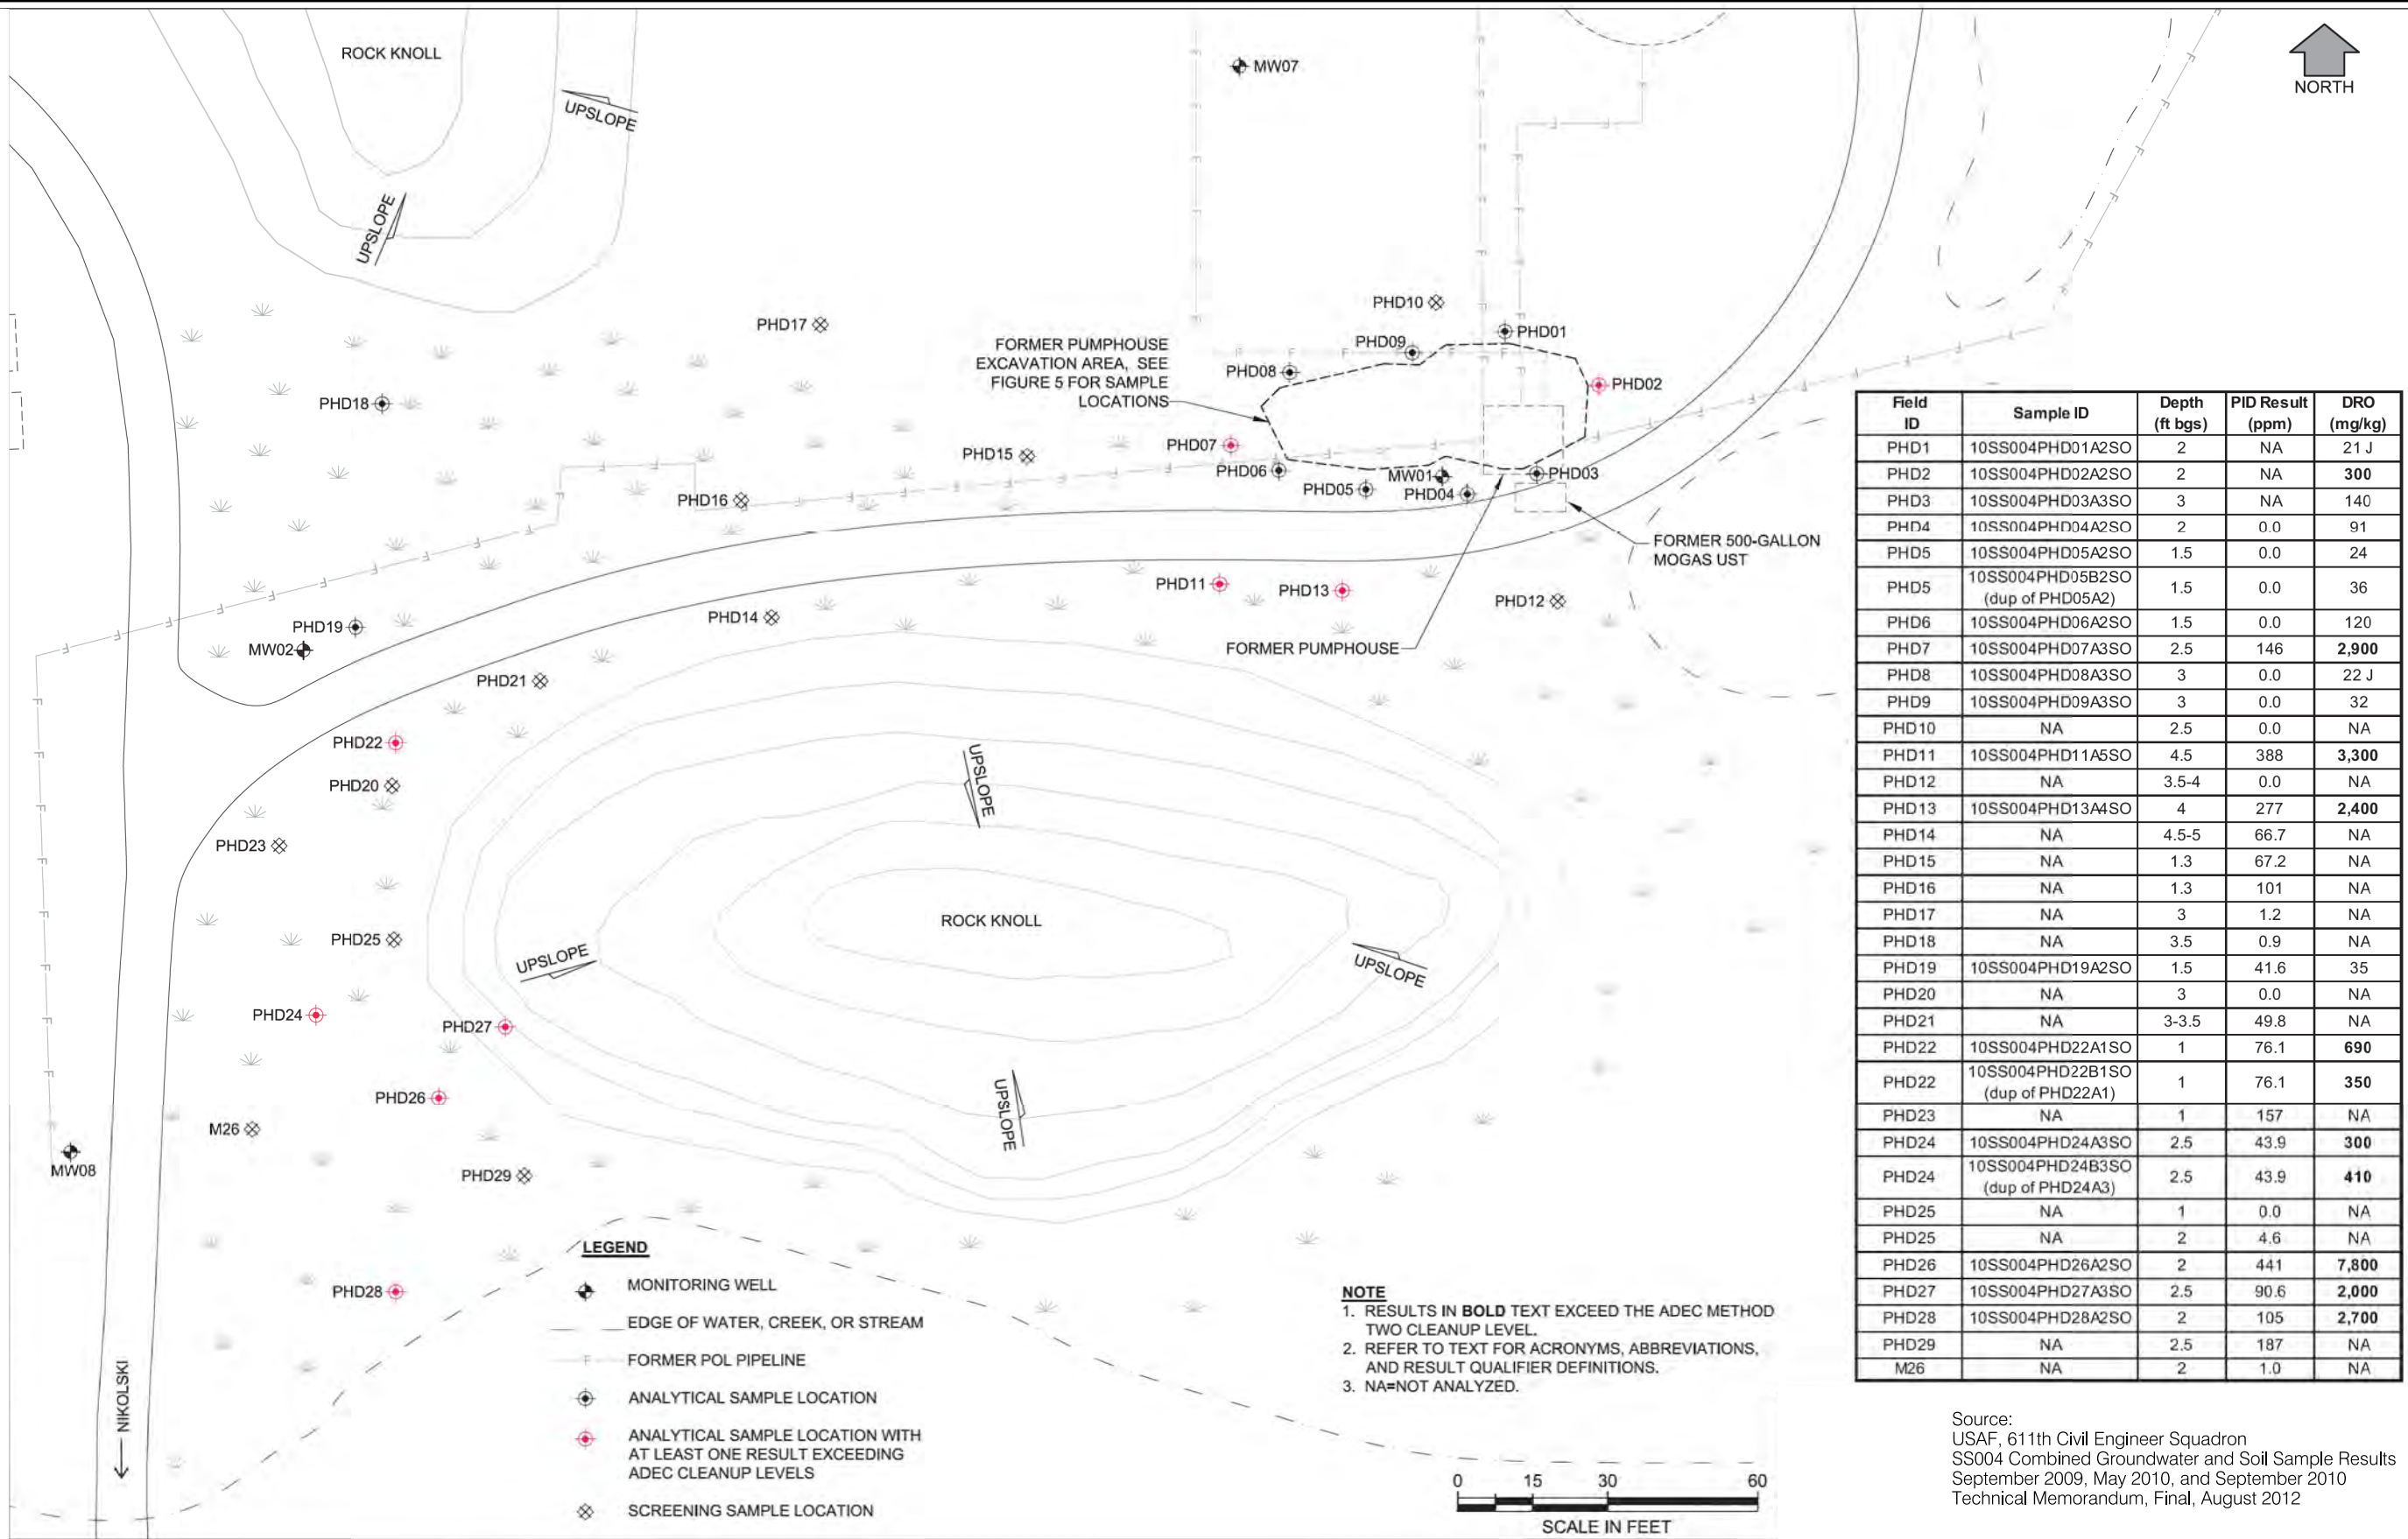 ROCK KNOLL
UPSLOPE
UPSLOPE
MW07
NORTH
PHD10
PHD17
PHD01
FORMER PUMPHOUSE
EXCAVATION AREA, SEE
FIGURE 5 FOR SAMPLE
LOCATIONS
PHD09
PHD08
PHD02
PHD18
PHD07
PHD15
PHD06
MW01
PHD03
PHD05
PHD04
PHD16
FORMER 500-GALLON
MOGAS UST
PHD11
PHD13
PHD12
PHD14
PHD19
MW02
FORMER PUMPHOUSE
PHD21
PHD22
PHD20
UPSLOPE
PHD23
ROCK KNOLL
PHD25
UPSLOPE
UPSLOPE
PHD24
PHD27
PHD26
UPSLOPE
M26
MW08
PHD29
PHD28
NIKOLSKI
F F F F F F F F
LEGEND
MONITORING WELL
EDGE OF WATER, CREEK, OR STREAM
F FORMER POL PIPELINE
ANALYTICAL SAMPLE LOCATION
ANALYTICAL SAMPLE LOCATION WITH
AT LEAST ONE RESULT EXCEEDING
ADEC CLEANUP LEVELS
SCREENING SAMPLE LOCATION
NOTE
1. RESULTS IN BOLD TEXT EXCEED THE ADEC METHOD
TWO CLEANUP LEVEL.
2. REFER TO TEXT FOR ACRONYMS, ABBREVIATIONS,
AND RESULT QUALIFIER DEFINITIONS.
3. NA=NOT ANALYZED.
0 15 30 60
SCALE IN FEET
Field ID Sample ID Depth (ft bgs) PID Result (ppm) DRO (mg/kg)
PHD1 10SS004PHD01A2SO 2 NA 21 J
PHD2 10SS004PHD02A2SO 2 NA 300
PHD3 10SS004PHD03A3SO 3 NA 140
PHD4 10SS004PHD04A2SO 2 0.0 91
PHD5 10SS004PHD05A2SO 1.5 0.0 24
PHD5 10SS004PHD05B2SO (dup of PHD05A2) 1.5 0.0 36
PHD6 10SS004PHD06A2SO 1.5 0.0 120
PHD7 10SS004PHD07A3SO 2.5 146 2,900
PHD8 10SS004PHD08A3SO 3 0.0 22 J
PHD9 10SS004PHD09A3SO 3 0.0 32
PHD10 NA 2.5 0.0 NA
PHD11 10SS004PHD11A5SO 4.5 388 3,300
PHD12 NA 3.5-4 0.0 NA
PHD13 10SS004PHD13A4SO 4 277 2,400
PHD14 NA 4.5-5 66.7 NA
PHD15 NA 1.3 67.2 NA
PHD16 NA 1.3 101 NA
PHD17 NA 3 1.2 NA
PHD18 NA 3.5 0.9 NA
PHD19 10SS004PHD19A2SO 1.5 41.6 35
PHD20 NA 3 0.0 NA
PHD21 NA 3-3.5 49.8 NA
PHD22 10SS004PHD22A1SO 1 76.1 690
PHD22 10SS004PHD22B1SO (dup of PHD22A1) 1 76.1 350
PHD23 NA 1 157 NA
PHD24 10SS004PHD24A3SO 2.5 43.9 300
PHD24 10SS004PHD24B3SO (dup of PHD24A3) 2.5 43.9 410
PHD25 NA 1 0.0 NA
PHD25 NA 2 4.6 NA
PHD26 10SS004PHD26A2SO 2 441 7,800
PHD27 10SS004PHD27A3SO 2.5 90.6 2,000
PHD28 10SS004PHD28A2SO 2 105 2,700
PHD29 NA 2.5 187 NA
M26 NA 2 1.0 NA
Source:
USAF, 611th Civil Engineer Squadron
SS004 Combined Groundwater and Soil Sample Results
September 2009, May 2010, and September 2010
Technical Memorandum, Final, August 2012